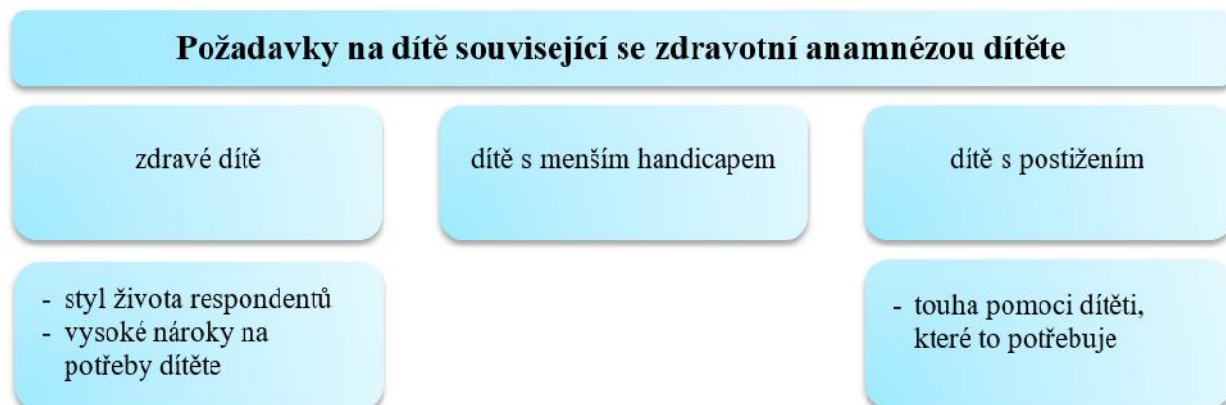 Požadavky na dítě související se zdravotní anamnézou dítěte
zdravé dítě
dítě s menším handicapem
dítě s postižením
- styl života respondentů
- vysoké nároky na
potřeby dítěte
- touha pomoci dítěti,
které to potřebuje